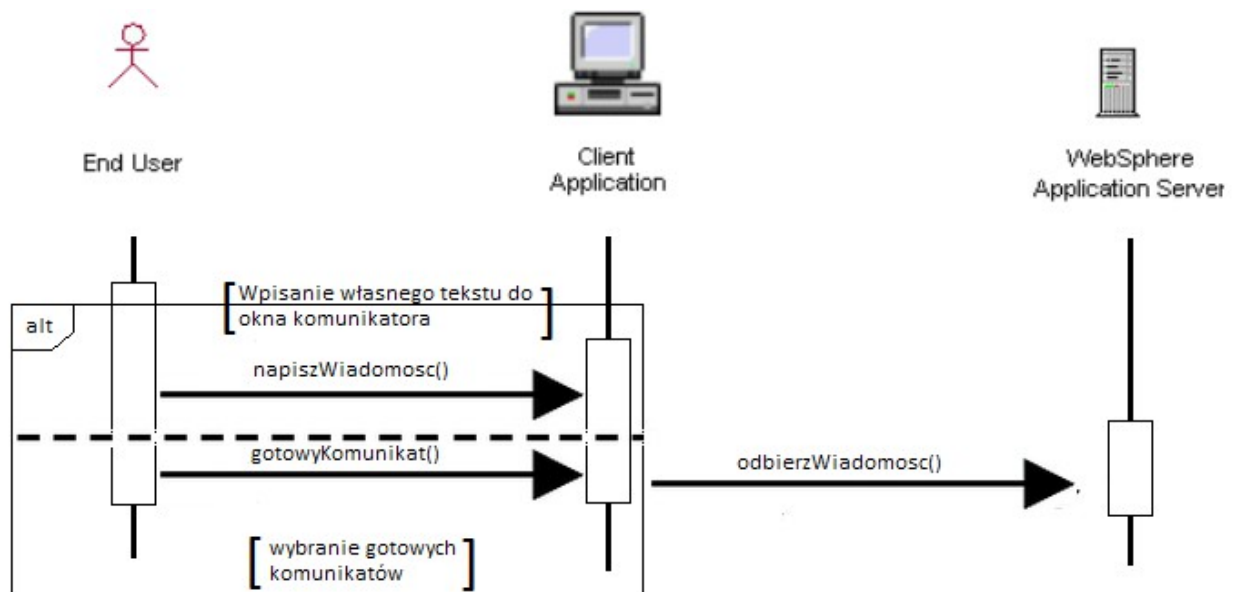 End User
Client
Application
WebSphere
Application Server
alt
Wpisanie własnego tekstu do
okna komunikatora
napiszWiadomosc()
gotowyKomunikat()
odbierzWiadomosc()
wybranie gotowych
komunikatów